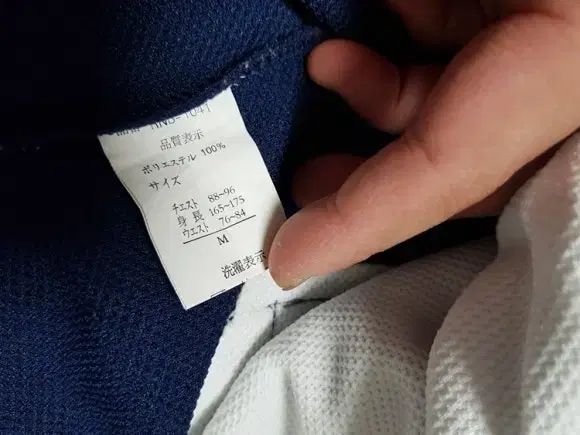 品質表示
ポリエステル 100%
サイズ
チェスト 88~96
身長 165~175
ウエスト 76~84
M
洗濯表示